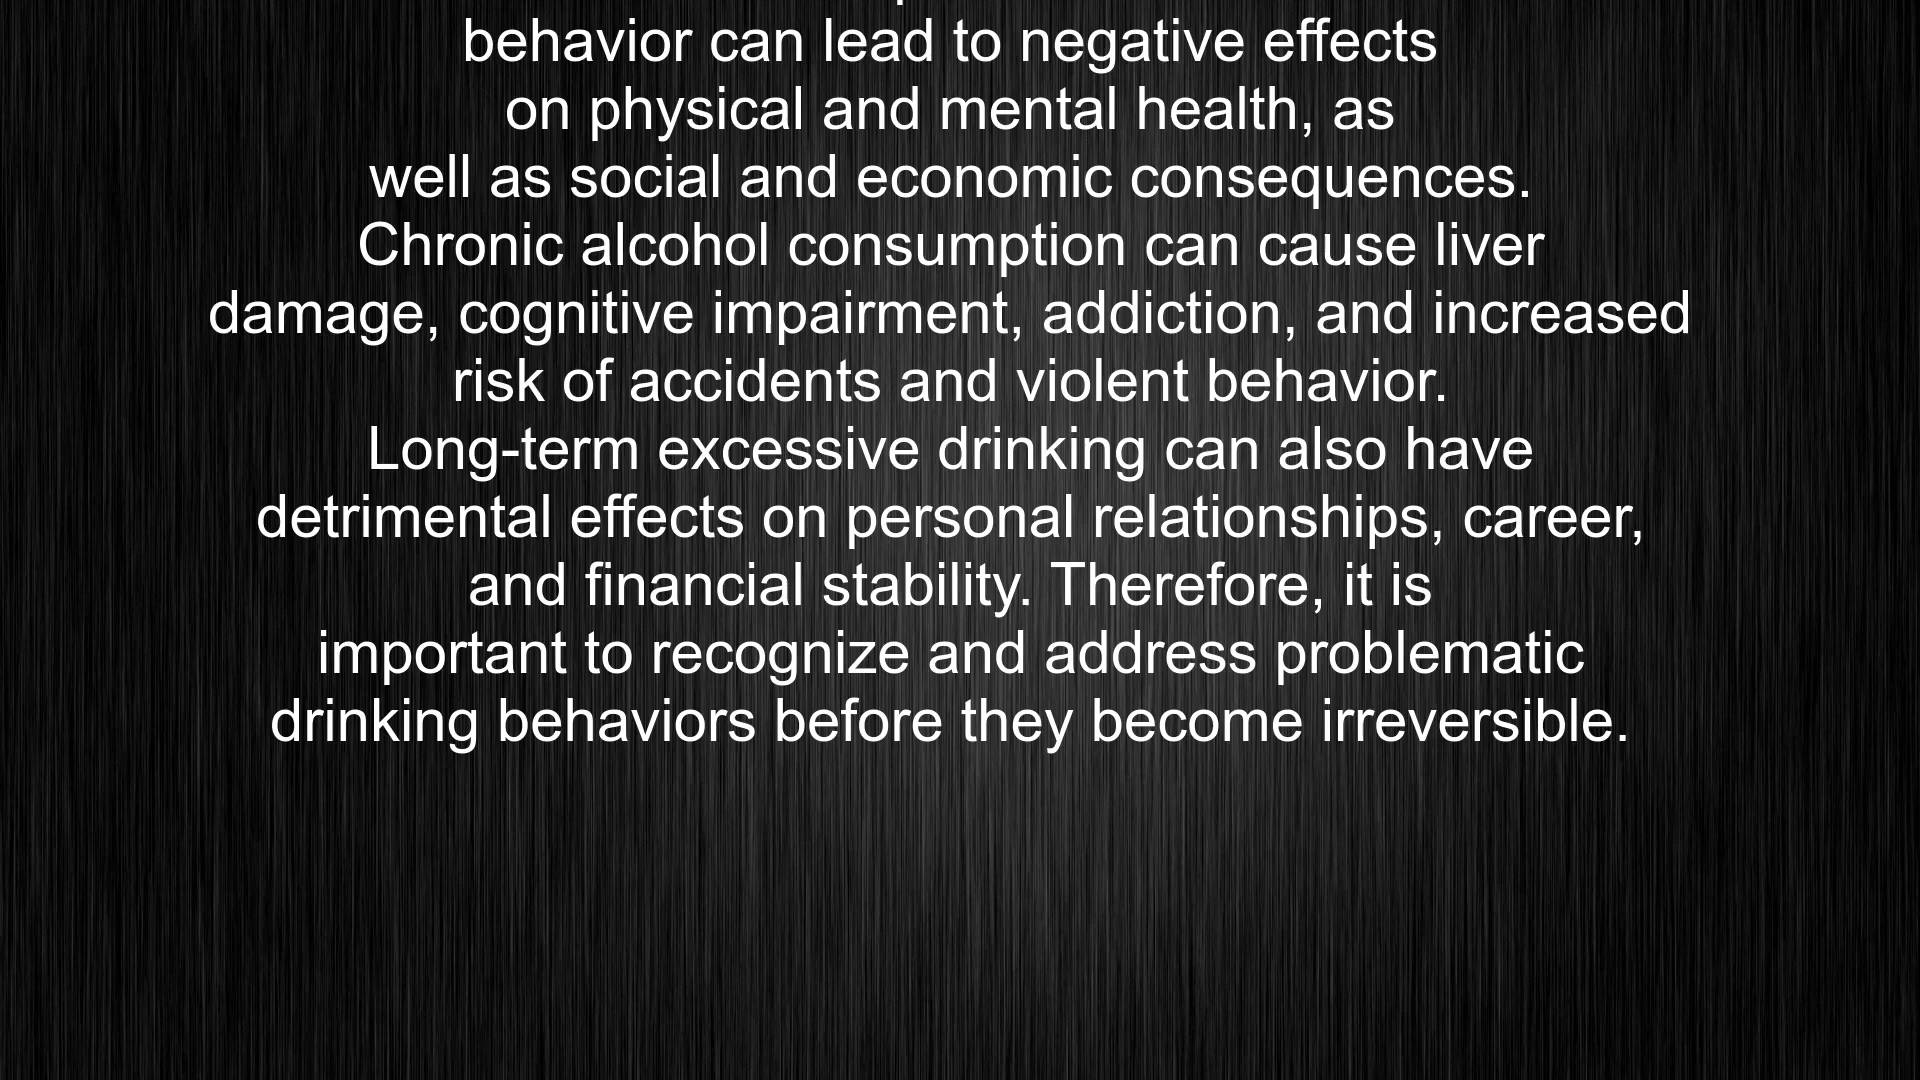 behavior can lead to negative effects
on physical and mental health, as
well as social and economic consequences.
Chronic alcohol consumption can cause liver
damage, cognitive impairment, addiction, and increased
risk of accidents and violent behavior.
Long-term excessive drinking can also have
detrimental effects on personal relationships, career,
and financial stability. Therefore, it is
important to recognize and address problematic
drinking behaviors before they become irreversible.